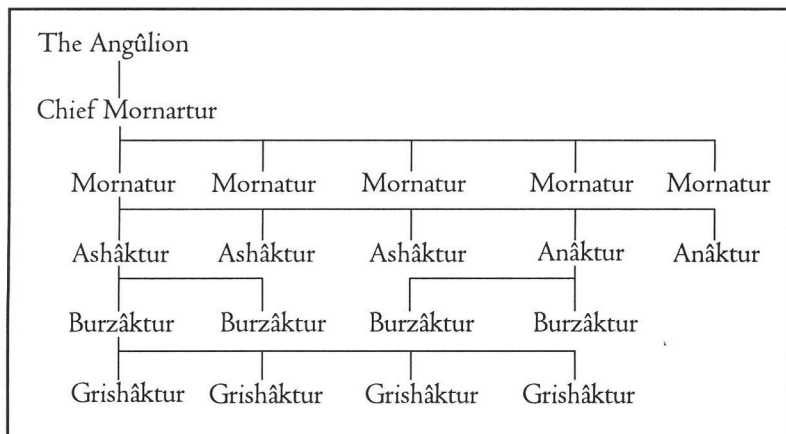 The Angûlion
Chief Mornartur
Mornatur Mornatur Mornatur Mornatur Mornatur
Ashâktur Ashâktur Ashâktur Anâktur Anâktur
Burzâktur Burzâktur Burzâktur Burzâktur
Grishâktur Grishâktur Grishâktur Grishâktur